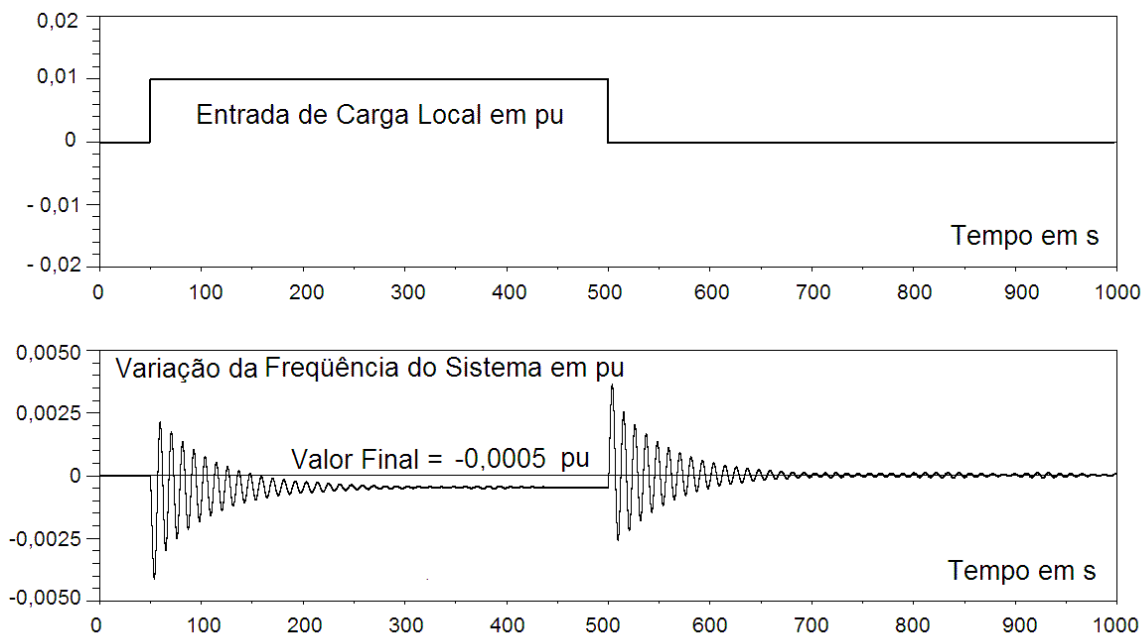 0,02
0,01
Entrada de Carga Local em pu
0
- 0,01
Tempo em s
- 0,02
0 100 200 300 400 500 600 700 800 900 1000
0,0050
Variação da Freqüência do Sistema em pu
0,0025
Valor Final = -0,0005 pu
0
-0,0025
Tempo em s
-0,0050
0 100 200 300 400 500 600 700 800 900 1000